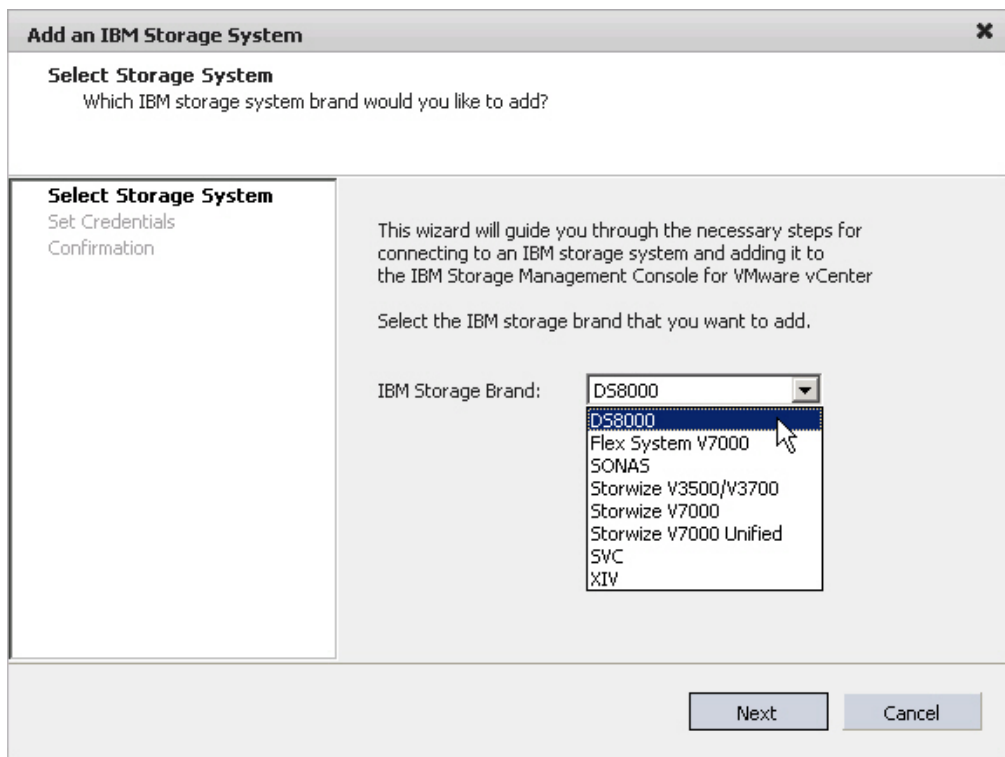 Add an IBM Storage System
Select Storage System
Which IBM storage system brand would you like to add?
Select Storage System
Set Credentials
Confirmation
This wizard will guide you through the necessary steps for
connecting to an IBM storage system and adding it to
the IBM Storage Management Console for VMware vCenter
Select the IBM storage brand that you want to add.
IBM Storage Brand:
DS8000
DS8000
Flex System V7000
SONAS
Storwize V3500/V3700
Storwize V7000
Storwize V7000 Unified
SVC
XIV
Next
Cancel